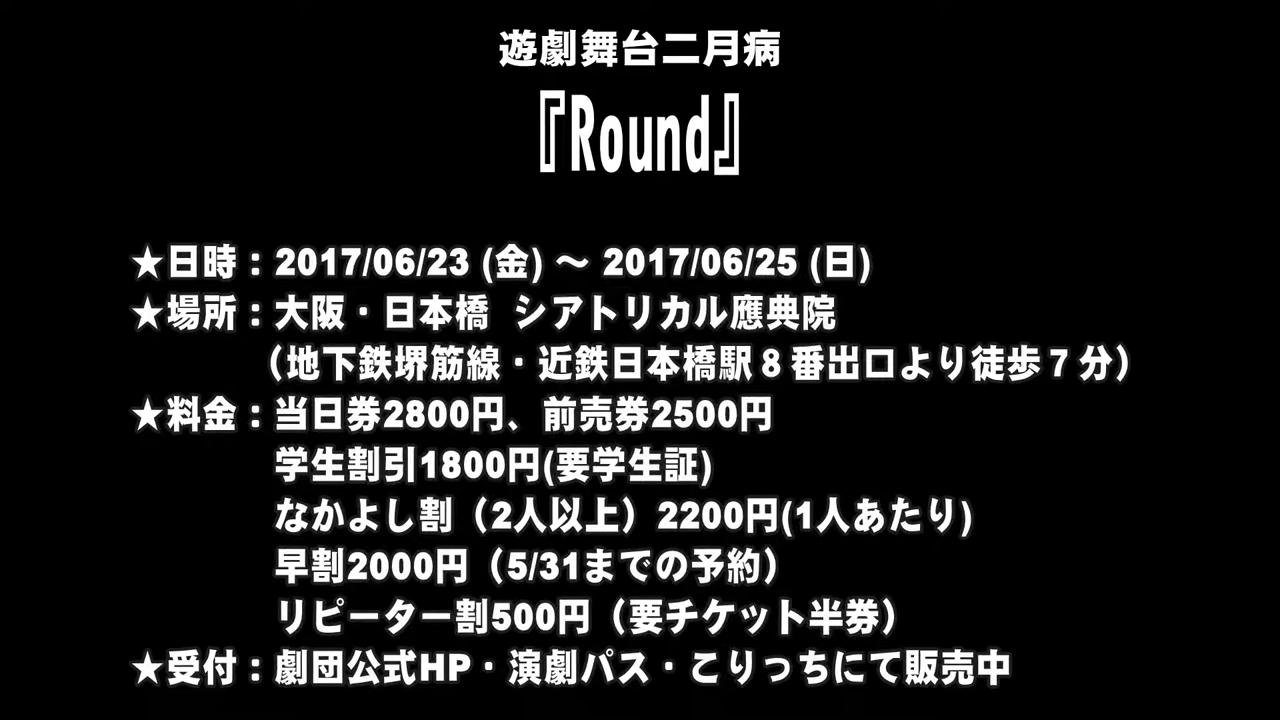 遊劇舞台二月病
『Round』
★日時：2017/06/23 (金) ～ 2017/06/25 (日)
★場所：大阪・日本橋　シアトリカル應典院
（地下鉄堺筋線・近鉄日本橋駅８番出口より徒歩７分）
★料金：当日券2800円、前売券2500円
学生割引1800円(要学生証)
なかよし割（2人以上）2200円(1人あたり)
早割2000円（5/31までの予約）
リピーター割500円（要チケット半券）
★受付：劇団公式HP・演劇パス・こりっちにて販売中